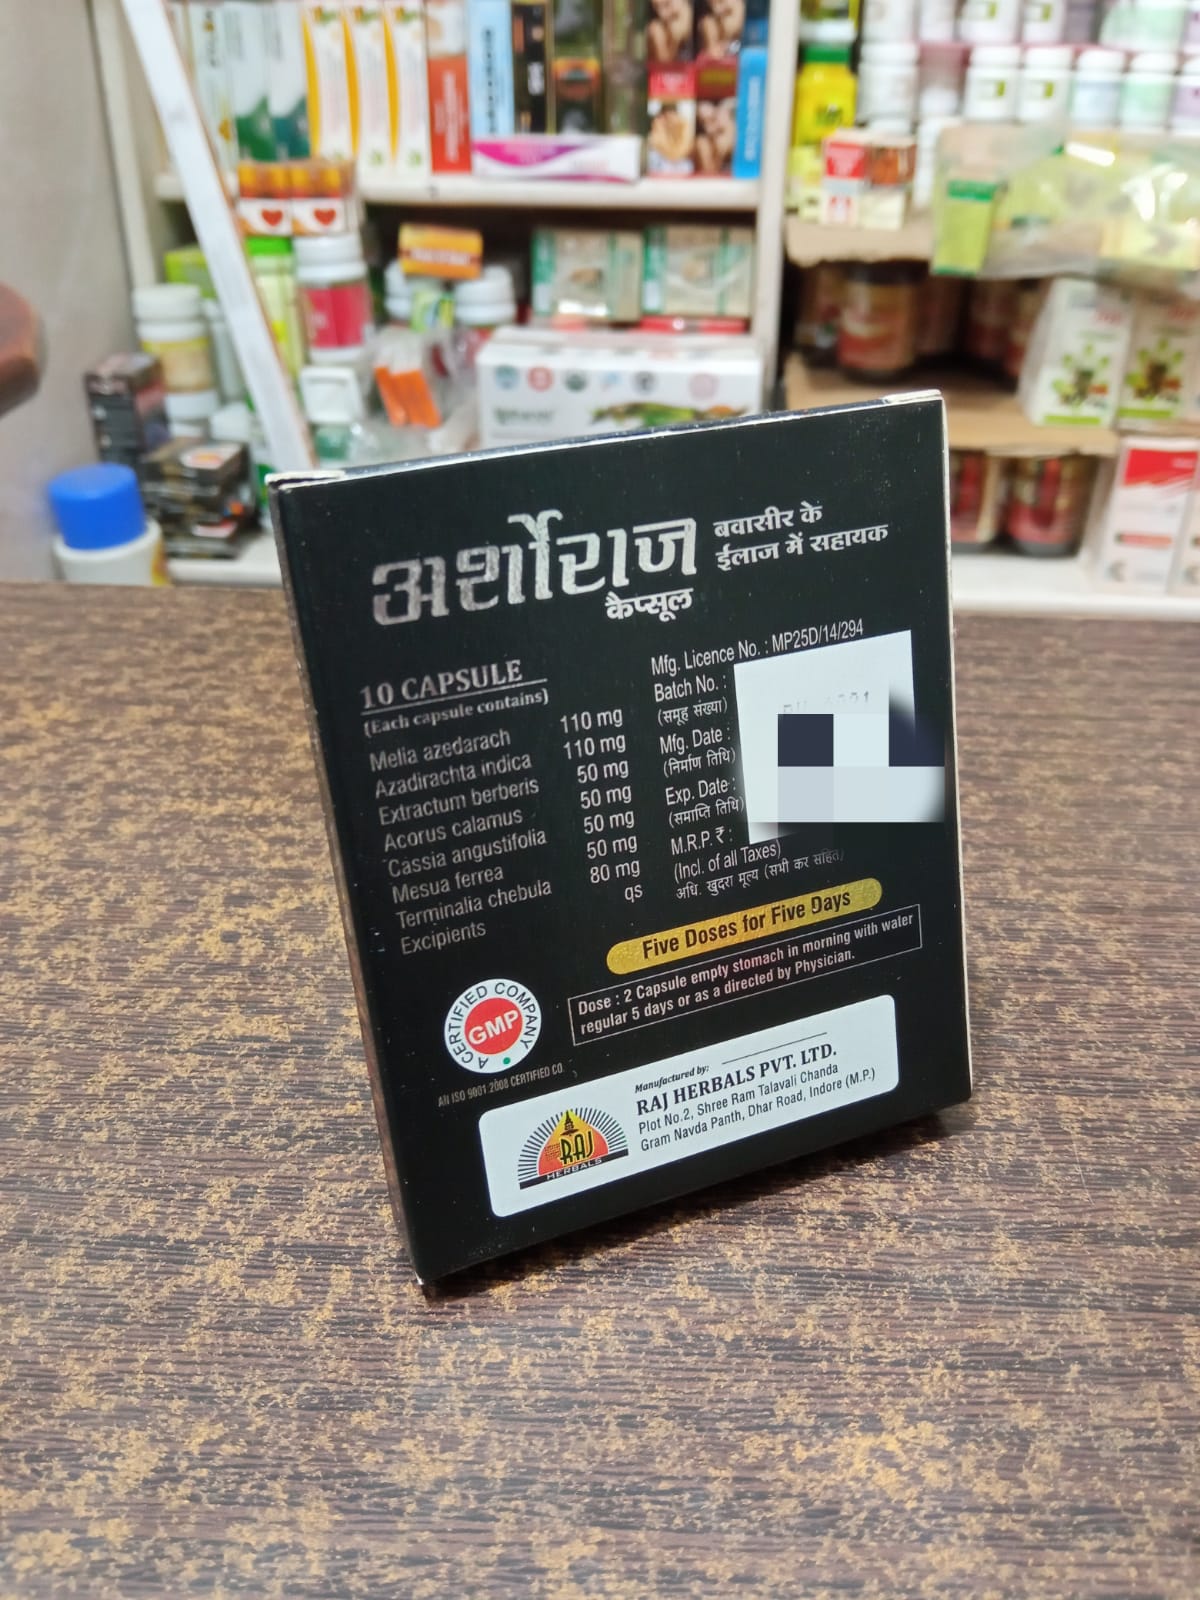 अर्शोराज
कैप्सूल
बवासीर के
ईलाज में सहायक
10 CAPSULE
(Each capsule contains)
Melia azedarach 110 mg
Azadirachta indica 110 mg
Extractum berberis 50 mg
Acorus calamus 50 mg
Cassia angustifolia 50 mg
Mesua ferrea 50 mg
Terminalia chebula 80 mg
Excipients qs
Mfg. Licence No. : MP25D/14/294
Batch No. :
(समूह संख्या)
Mfg. Date :
(निर्माण तिथि)
Exp. Date :
(समाप्ति तिथि)
M.R.P. ₹ :
(Incl. of all Taxes)
अधि. खुदरा मूल्य (सभी कर सहित)
Five Doses for Five Days
Dose : 2 Capsule empty stomach in morning with water
regular 5 days or as a directed by Physician.
A CERTIFIED COMPANY
GMP
AN ISO 9001:2008 CERTIFIED CO.
Manufactured by:
RAJ HERBALS PVT. LTD.
Plot No.2, Shree Ram Talavali Chanda
Gram Navda Panth, Dhar Road, Indore (M.P.)
RAJ
HERBALS